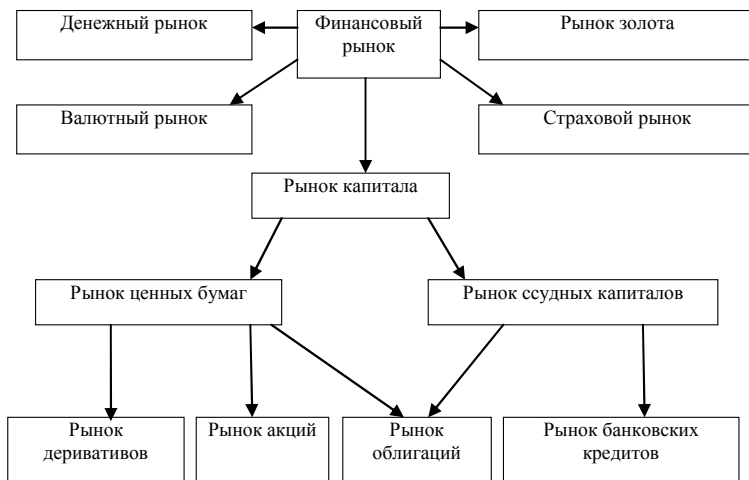 Денежный рынок
Финансовый
рынок
Рынок золота
Валютный рынок
Страховой рынок
Рынок капитала
Рынок ценных бумаг
Рынок ссудных капиталов
Рынок
деривативов
Рынок акций
Рынок
облигаций
Рынок банковских
кредитов